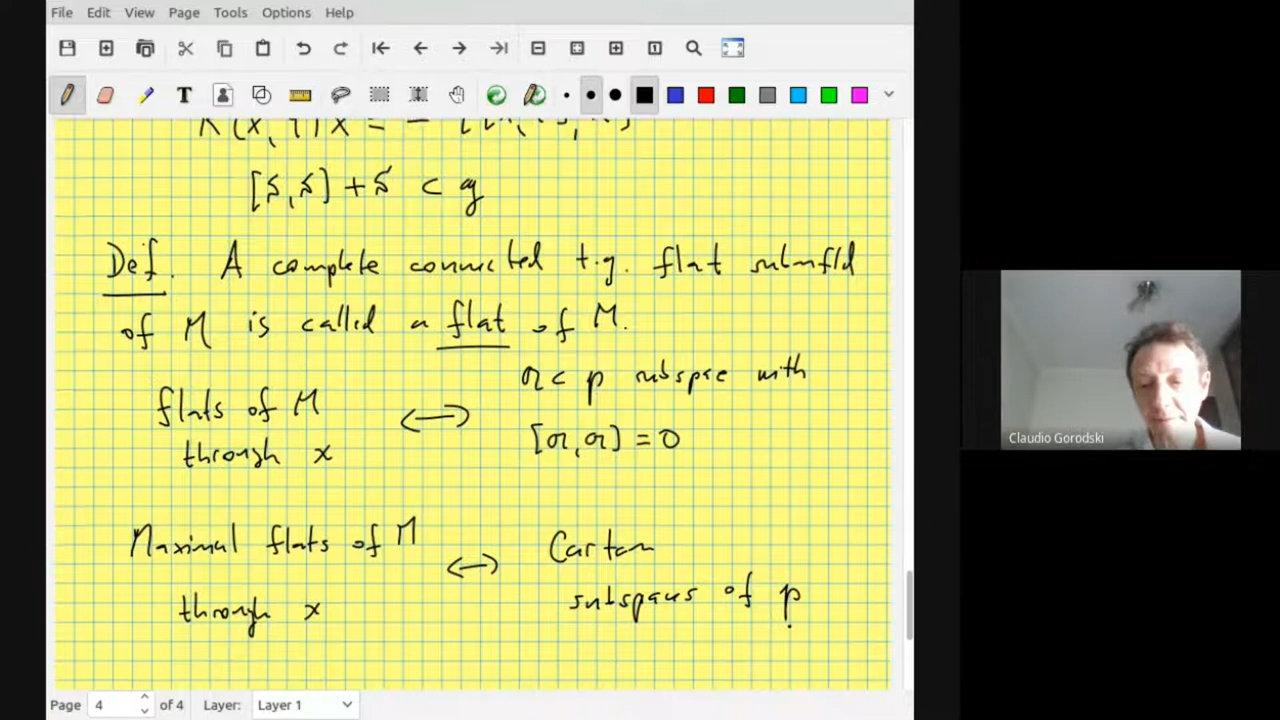 File Edit View Page Tools Options Help
[𝔰, 𝔰] + 𝔰 ⊂ 𝔤
Def. A complete connected t.g. flat submfld
of M is called a flat of M.
flats of M through x ⟷ 𝔞 ⊂ 𝔭 subspce with [𝔞, 𝔞] = 0
Maximal flats of M through x ⟷ Cartan subspaces of 𝔭
Claudio Gorodski
Page 4 of 4 Layer: Layer 1